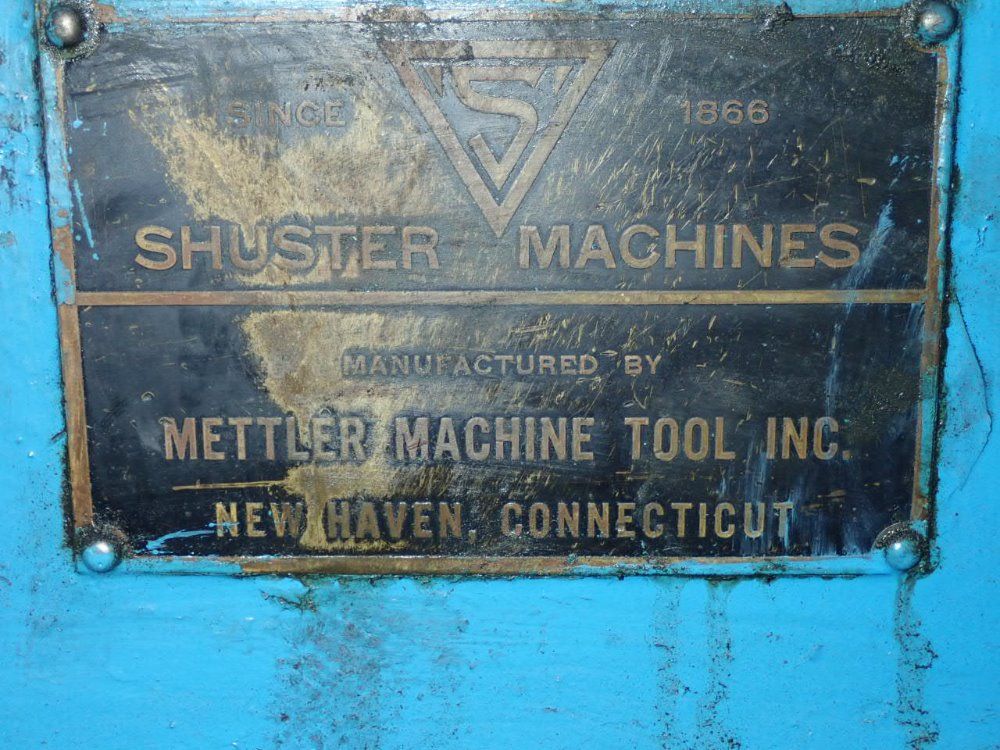 SINCE "S" 1866
SHUSTER MACHINES
MANUFACTURED BY
METTLER MACHINE TOOL INC.
NEW HAVEN, CONNECTICUT